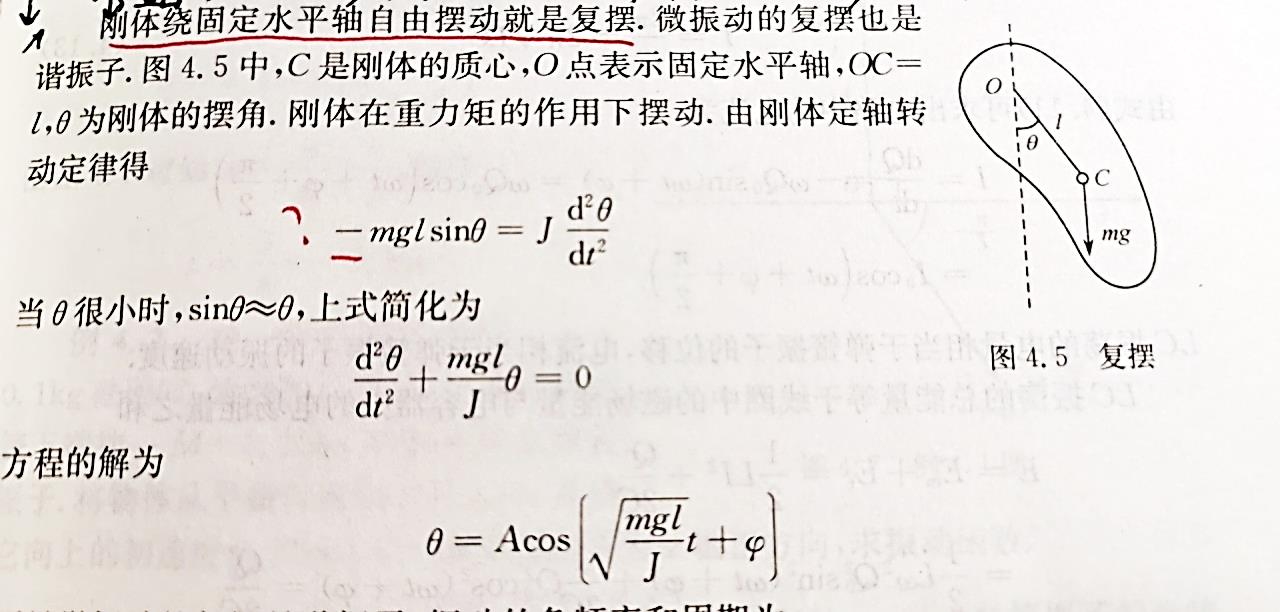 刚体绕固定水平轴自由摆动就是复摆. 微振动的复摆也是
谐振子. 图 4.5 中, C 是刚体的质心, O 点表示固定水平轴, OC=
l, θ 为刚体的摆角. 刚体在重力矩的作用下摆动. 由刚体定轴转
动定律得
? −mgl sinθ = J d²θ/dt²
当 θ 很小时, sinθ≈θ, 上式简化为
d²θ/dt² + mgl/J θ = 0
方程的解为
θ = Acos(√(mgl/J) t + φ)
O
l
θ
C
mg
图 4.5 复摆